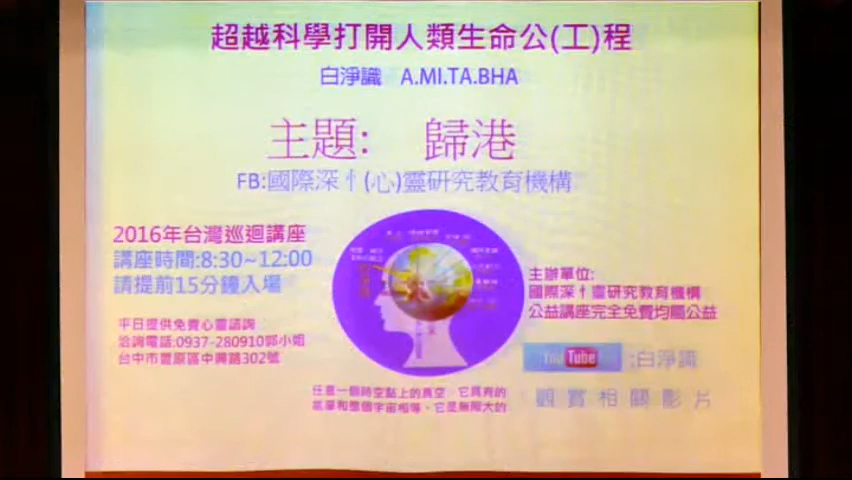 超越科學打開人類生命公(工)程
白淨識 A.MI.TA.BHA
主題: 歸港
FB:國際深忄(心)靈研究教育機構
2016年台灣巡迴講座
講座時間:8:30~12:00
請提前15分鐘入場
主辦單位:
國際深忄靈研究教育機構
公益講座完全免費均屬公益
平日提供免費心靈諮詢
洽詢電話:0937-280910郭小姐
台中市豐原區中興路302號
YouTube :白淨識
觀賞相關影片
任意一個時空點上的真空，它具有的
能量和整個宇宙相等，它是無限大的